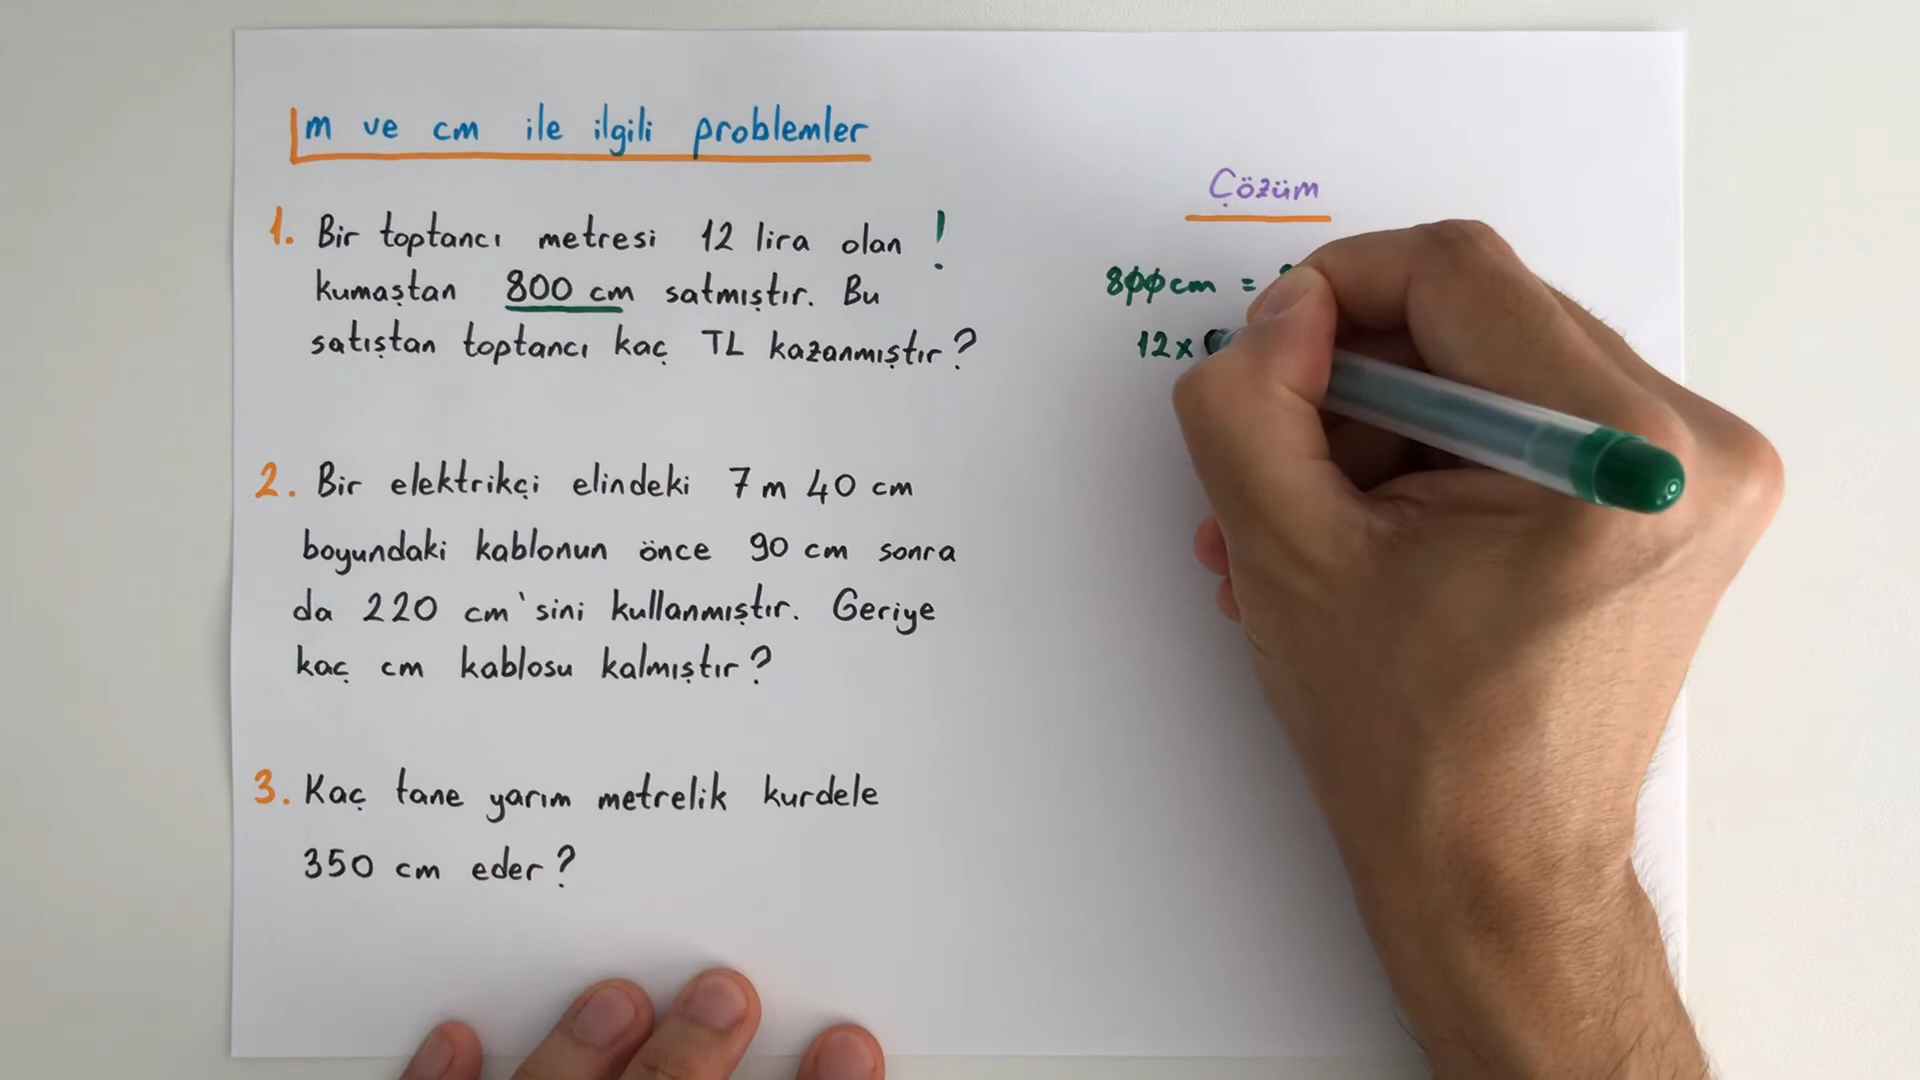 m ve cm ile ilgili problemler
1. Bir toptancı metresi 12 lira olan !
kumaştan 800 cm satmıştır. Bu
satıştan toptancı kaç TL kazanmıştır?
2. Bir elektrikçi elindeki 7 m 40 cm
boyundaki kablonun önce 90 cm sonra
da 220 cm'sini kullanmıştır. Geriye
kaç cm kablosu kalmıştır?
3. Kaç tane yarım metrelik kurdele
350 cm eder?
Çözüm
800 cm =
12x